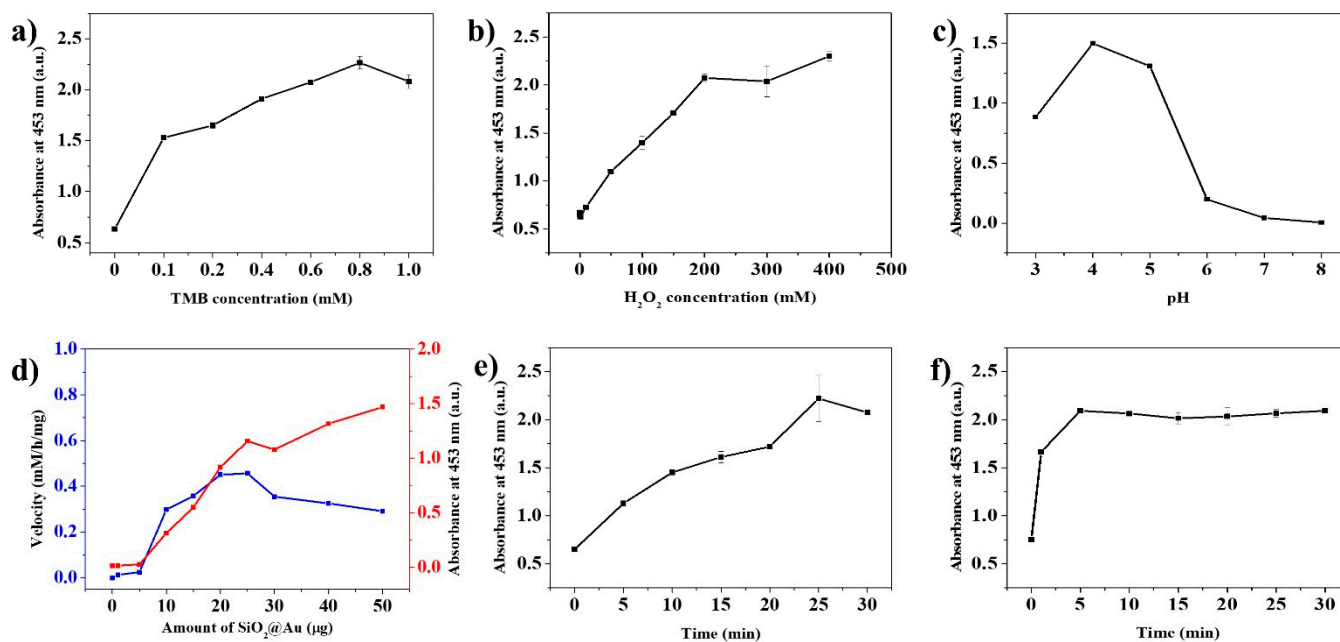 a)
Absorbance at 453 nm (a.u.)
2.5
2.0
1.5
1.0
0.5
0 0.1 0.2 0.4 0.6 0.8 1.0
TMB concentration (mM)
b)
Absorbance at 453 nm (a.u.)
2.5
2.0
1.5
1.0
0.5
0 100 200 300 400 500
H₂O₂ concentration (mM)
c)
Absorbance at 453 nm (a.u.)
1.5
1.0
0.5
0.0
3 4 5 6 7 8
pH
d)
Velocity (mM/h/mg)
1.0
0.8
0.6
0.4
0.2
0.0
0 10 20 30 40 50
Amount of SiO₂@Au (µg)
2.0
1.5
1.0
0.5
0.0
Absorbance at 453 nm (a.u.)
e)
Absorbance at 453 nm (a.u.)
2.5
2.0
1.5
1.0
0.5
0 5 10 15 20 25 30
Time (min)
f)
Absorbance at 453 nm (a.u.)
2.5
2.0
1.5
1.0
0.5
0 5 10 15 20 25 30
Time (min)